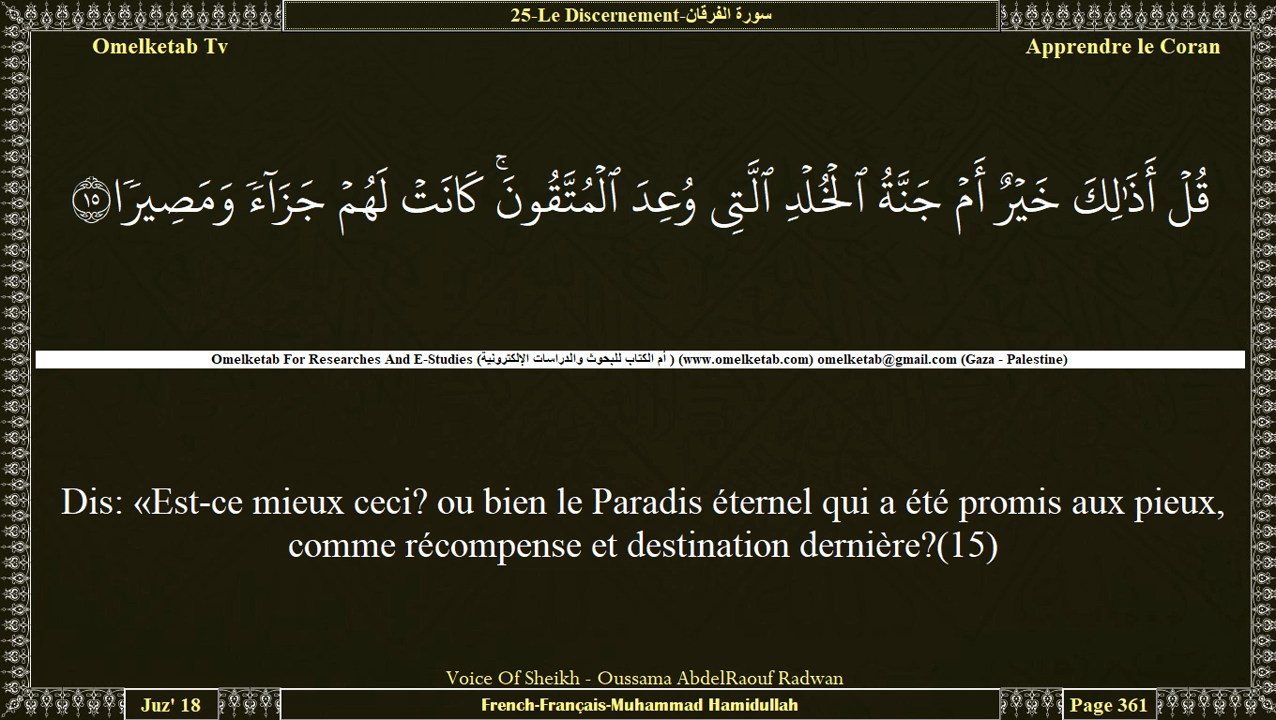 25-Le Discernement-سورة الفرقان
Omelketab Tv
Apprendre le Coran
قُلۡ أَذَٰلِكَ خَيۡرٌ أَمۡ جَنَّةُ ٱلۡخُلۡدِ ٱلَّتِي وُعِدَ ٱلۡمُتَّقُونَۚ كَانَتۡ لَهُمۡ جَزَآءٗ وَمَصِيرٗا ١٥
Omelketab For Researches And E-Studies (أم الكتاب للبحوث والدراسات الإلكترونية ) (www.omelketab.com) omelketab@gmail.com (Gaza - Palestine)
Dis: «Est-ce mieux ceci? ou bien le Paradis éternel qui a été promis aux pieux,
comme récompense et destination dernière?(15)
Voice Of Sheikh - Oussama AbdelRaouf Radwan
Juz' 18
French-Français-Muhammad Hamidullah
Page 361